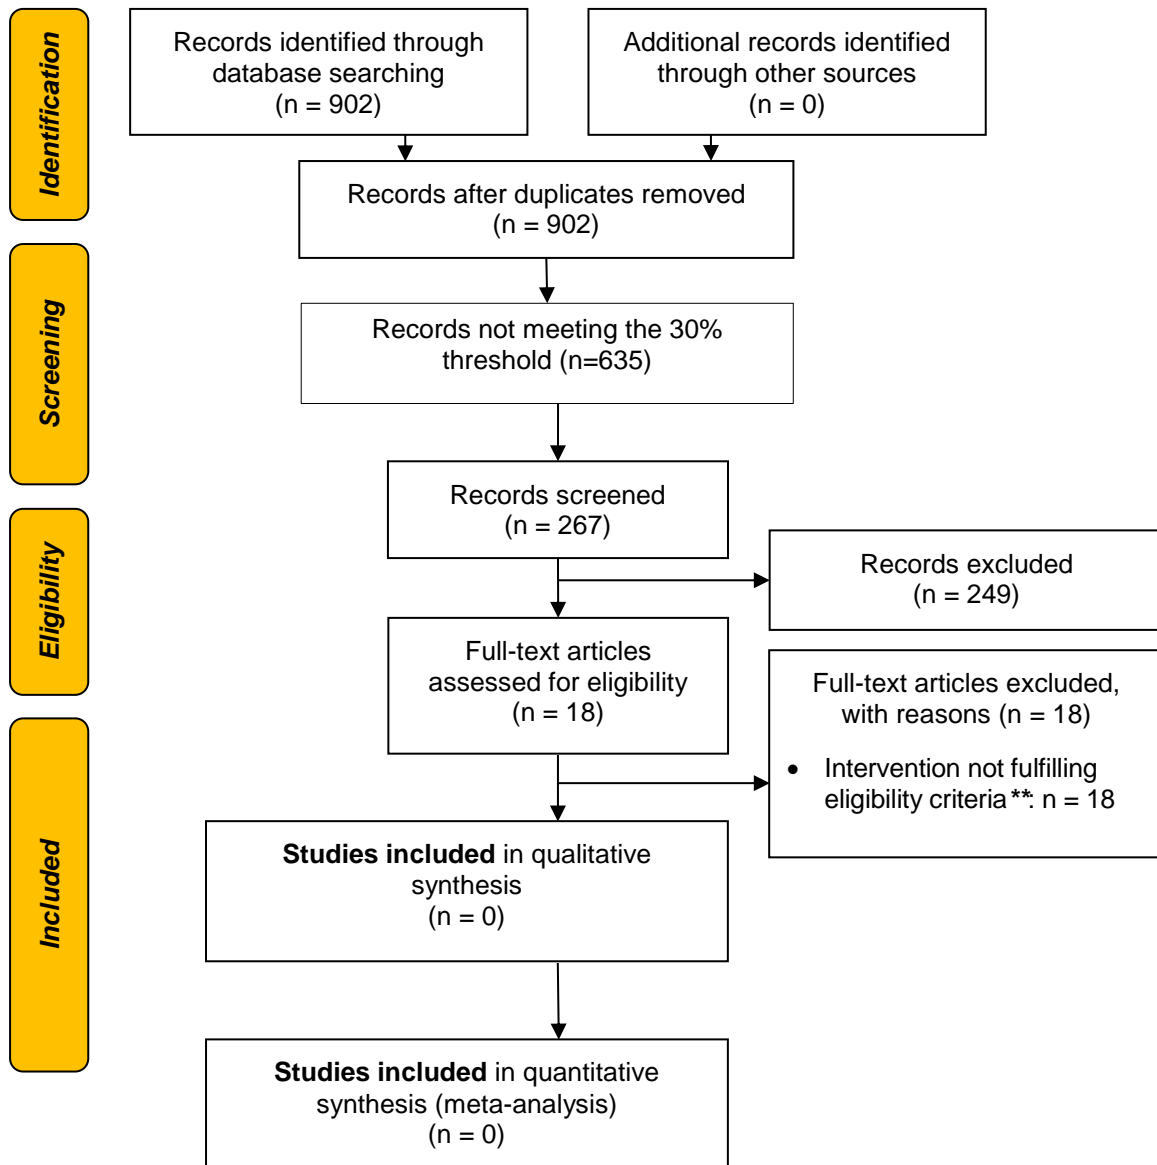 Identification
Records identified through
database searching
(n = 902)
Additional records identified
through other sources
(n = 0)
Records after duplicates removed
(n = 902)
Screening
Records not meeting the 30%
threshold (n=635)
Records screened
(n = 267)
Eligibility
Records excluded
(n = 249)
Full-text articles
assessed for eligibility
(n = 18)
Full-text articles excluded,
with reasons (n = 18)
• Intervention not fulfilling
eligibility criteria**: n = 18
Included
Studies included in qualitative
synthesis
(n = 0)
Studies included in quantitative
synthesis (meta-analysis)
(n = 0)